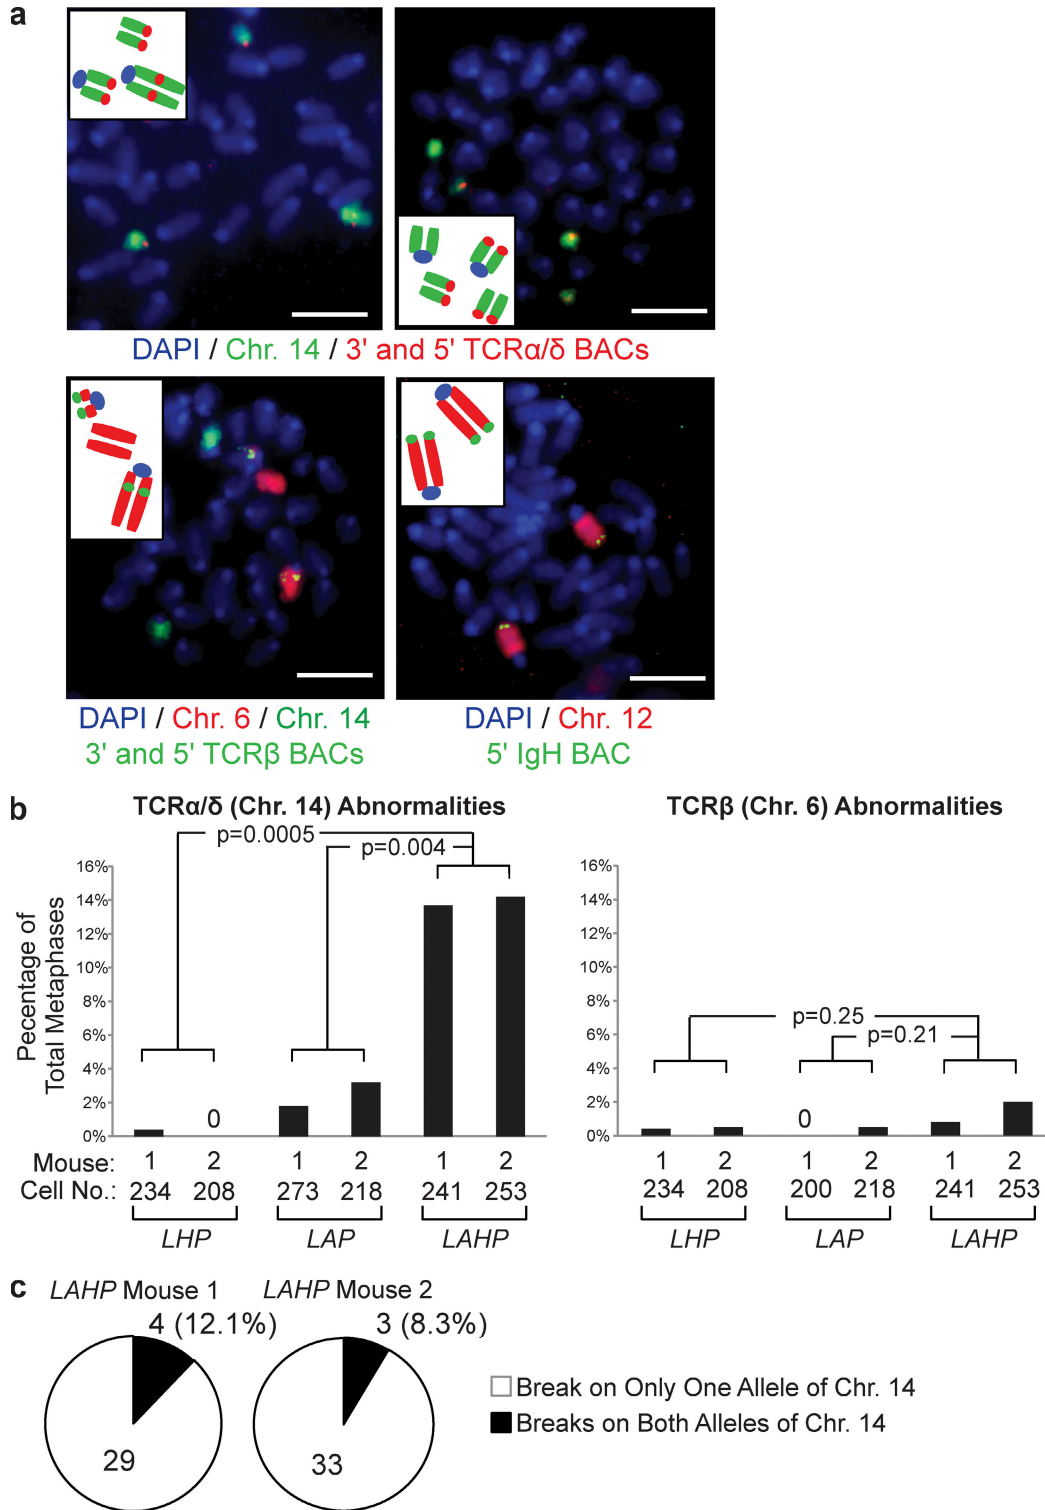 a
DAPI / Chr. 14 / 3' and 5' TCRα/δ BACs
DAPI / Chr. 6 / Chr. 14
3' and 5' TCRβ BACs
DAPI / Chr. 12
5' IgH BAC
b
TCRα/δ (Chr. 14) Abnormalities
p=0.0005
p=0.004
Pecentage of
Total Metaphases
16%
14%
12%
10%
8%
6%
4%
2%
0%
0
Mouse: 1 2 1 2 1 2
Cell No.: 234 208 273 218 241 253
LHP LAP LAHP
TCRβ (Chr. 6) Abnormalities
16%
14%
12%
10%
8%
6%
4%
2%
0%
p=0.25
p=0.21
0
1 2 1 2 1 2
234 208 200 218 241 253
LHP LAP LAHP
c
LAHP Mouse 1
4 (12.1%)
29
LAHP Mouse 2
3 (8.3%)
33
Break on Only One Allele of Chr. 14
Breaks on Both Alleles of Chr. 14